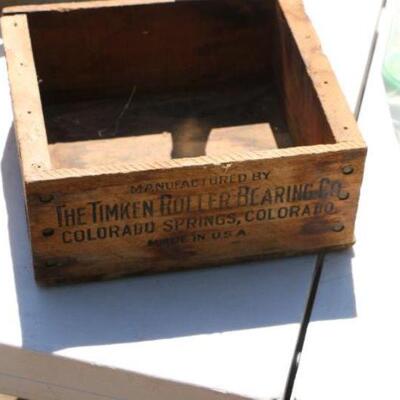 MANUFACTURED BY
THE TIMKEN ROLLER BEARING CO.
COLORADO SPRINGS, COLORADO
MADE IN U.S.A.